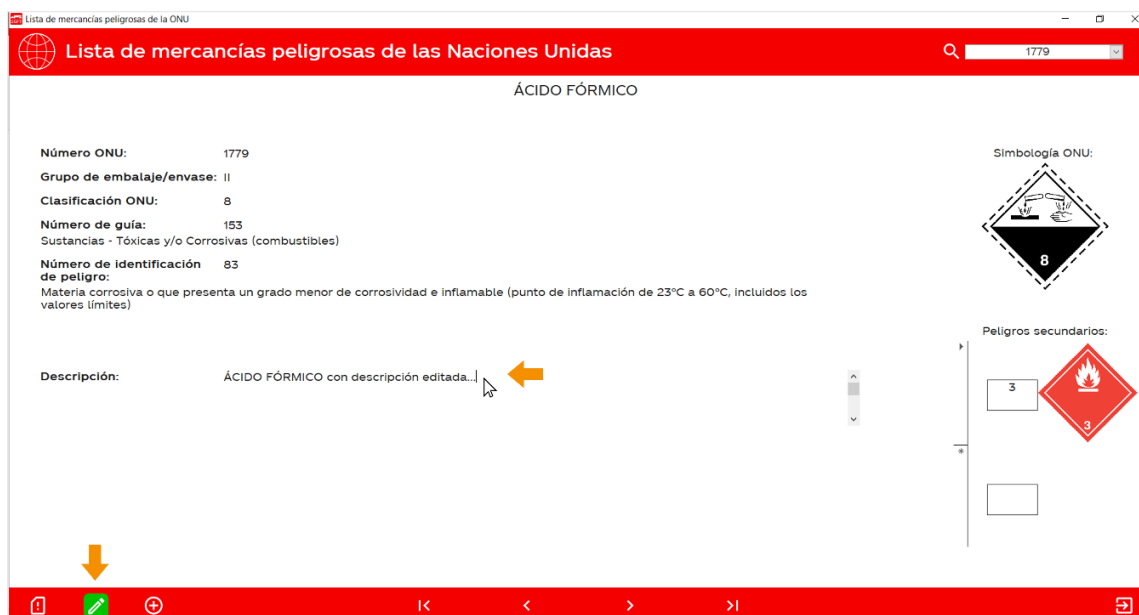 Lista de mercancías peligrosas de la ONU
Lista de mercancías peligrosas de las Naciones Unidas
1779
ÁCIDO FÓRMICO
Número ONU: 1779
Grupo de embalaje/envase: II
Clasificación ONU: 8
Número de guía: 153
Sustancias - Tóxicas y/o Corrosivas (combustibles)
Número de identificación 83
de peligro:
Materia corrosiva o que presenta un grado menor de corrosividad e inflamable (punto de inflamación de 23°C a 60°C, incluidos los
valores límites)
Descripción: ÁCIDO FÓRMICO con descripción editada...
Simbología ONU:
8
Peligros secundarios:
3
3